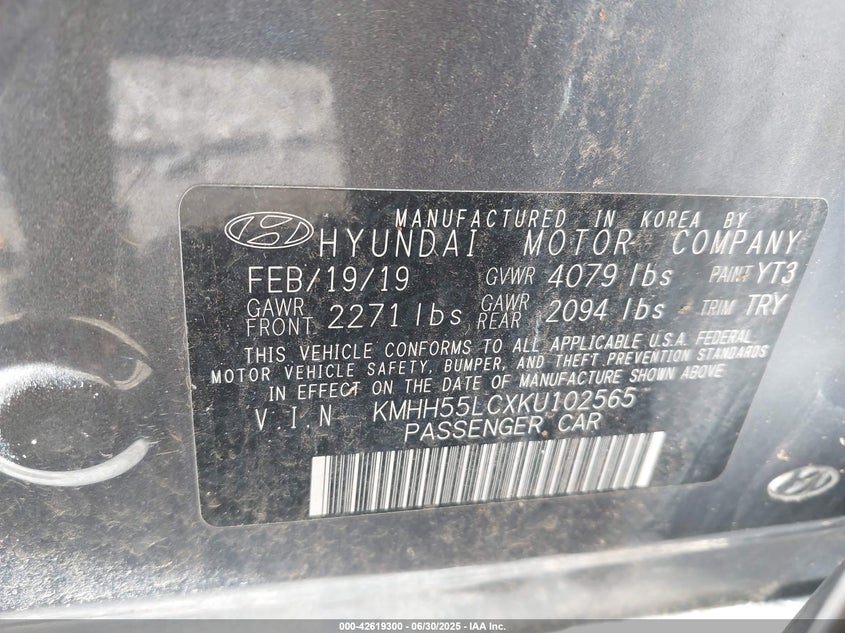 MANUFACTURED IN KOREA BY
HYUNDAI MOTOR COMPANY
FEB/19/19 GVWR 4079 lbs PAINT YT3
GAWR FRONT 2271 lbs GAWR REAR 2094 lbs TRIM TRY
THIS VEHICLE CONFORMS TO ALL APPLICABLE U.S.A. FEDERAL
MOTOR VEHICLE SAFETY, BUMPER, AND THEFT PREVENTION STANDARDS
IN EFFECT ON THE DATE OF MANUFACTURE SHOWN ABOVE
V.I.N KMHH55LCXKU102565
PASSENGER CAR
000-42619300 - 06/30/2025 - IAA Inc.